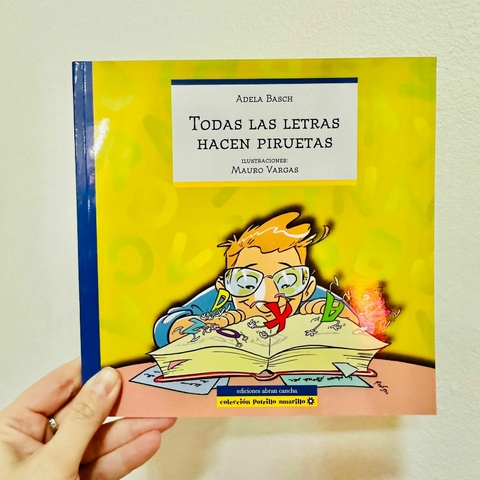 Adela Basch
Todas las letras
hacen piruetas
ilustraciones:
Mauro Vargas
ediciones abran cancha
colección Potrillo amarillo